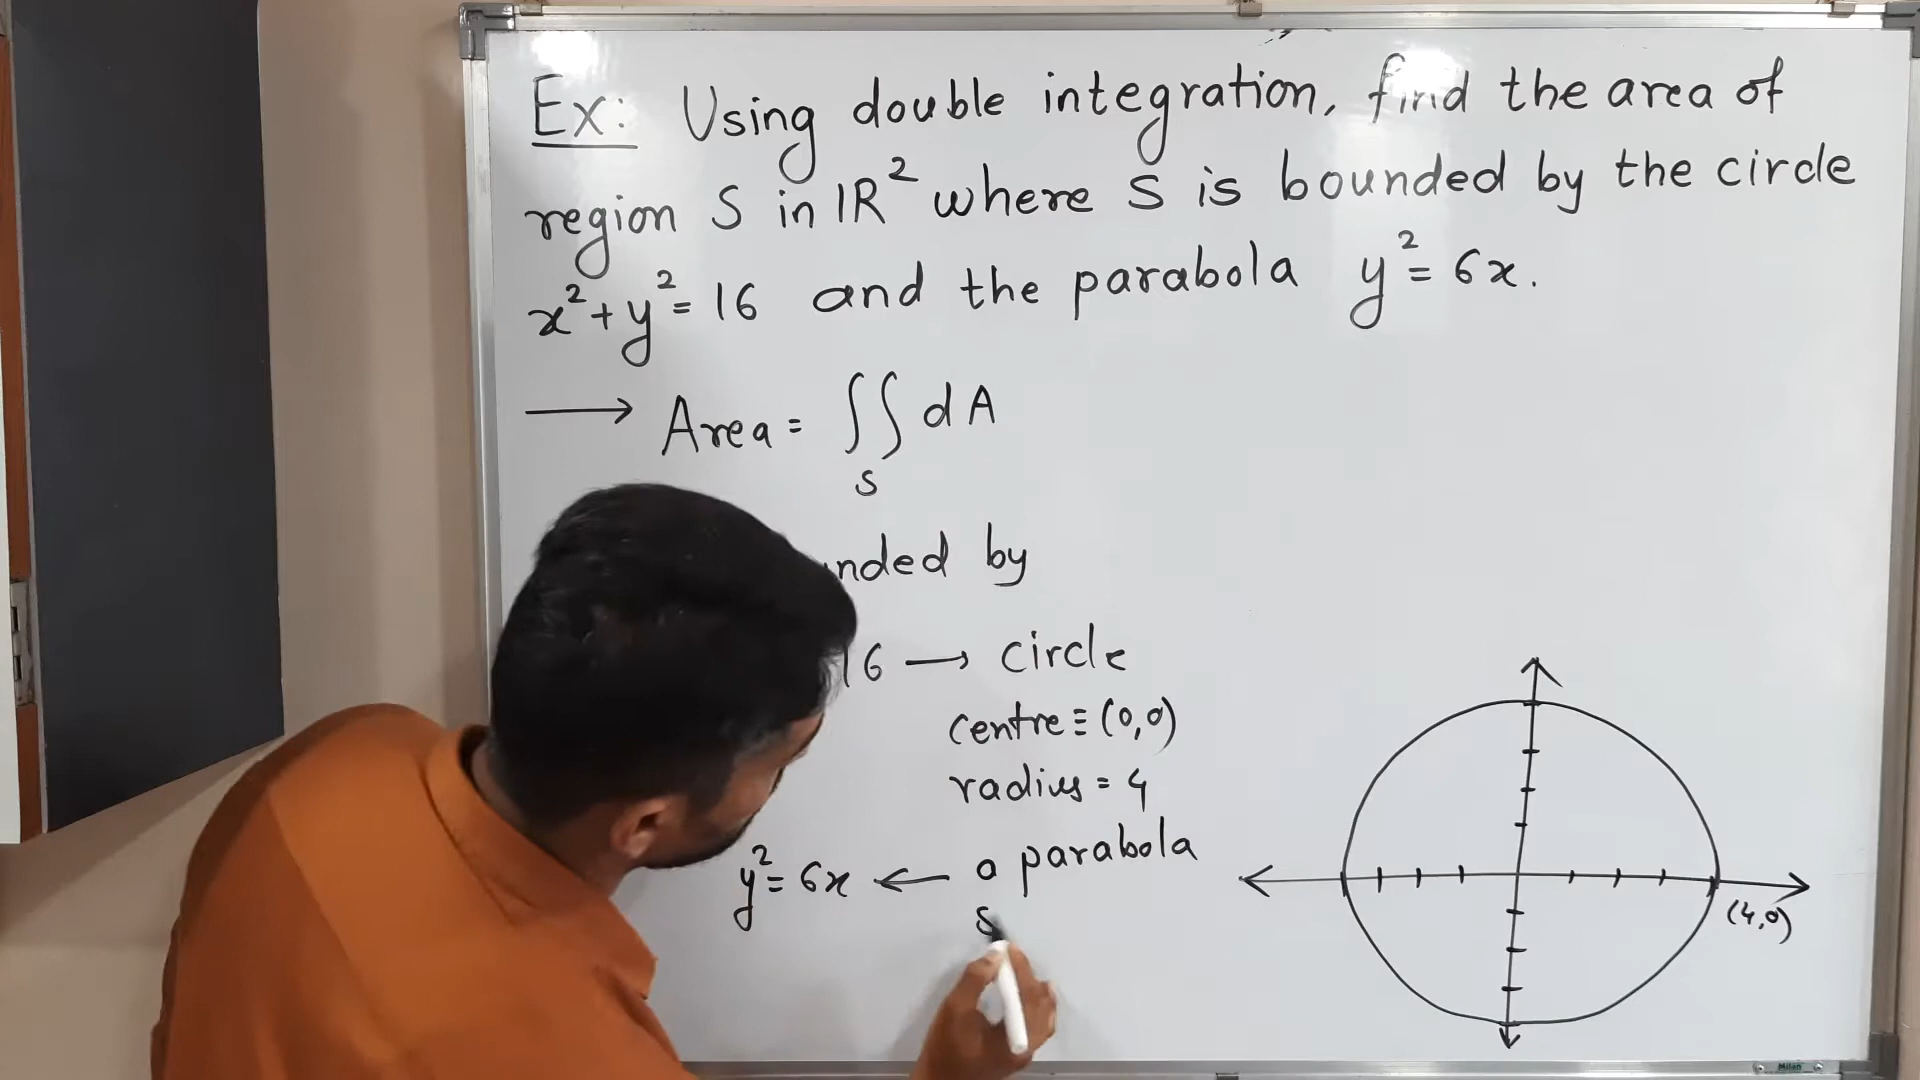 Ex: Using double integration, find the area of
region S in ℝ² where S is bounded by the circle
x²+y²=16 and the parabola y²=6x.
→ Area = ∬ dA
S
by
16 → circle
centre ≡ (0,0)
radius = 4
y²=6x ← a parabola
(4,0)
Milan